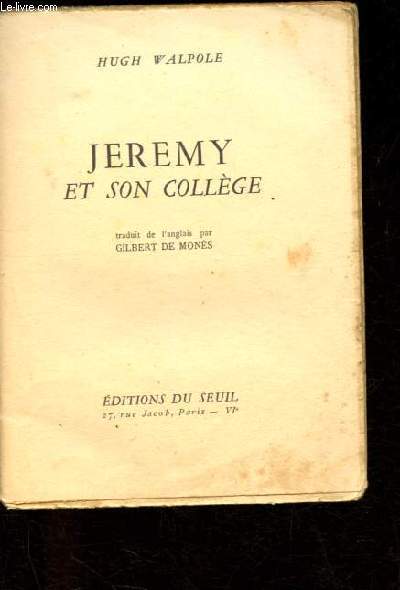 Le-livre.com
HUGH WALPOLE
JEREMY
ET SON COLLÈGE
traduit de l'anglais par
GILBERT DE MONÈS
ÉDITIONS DU SEUIL
27, rue Jacob, Paris — VIe